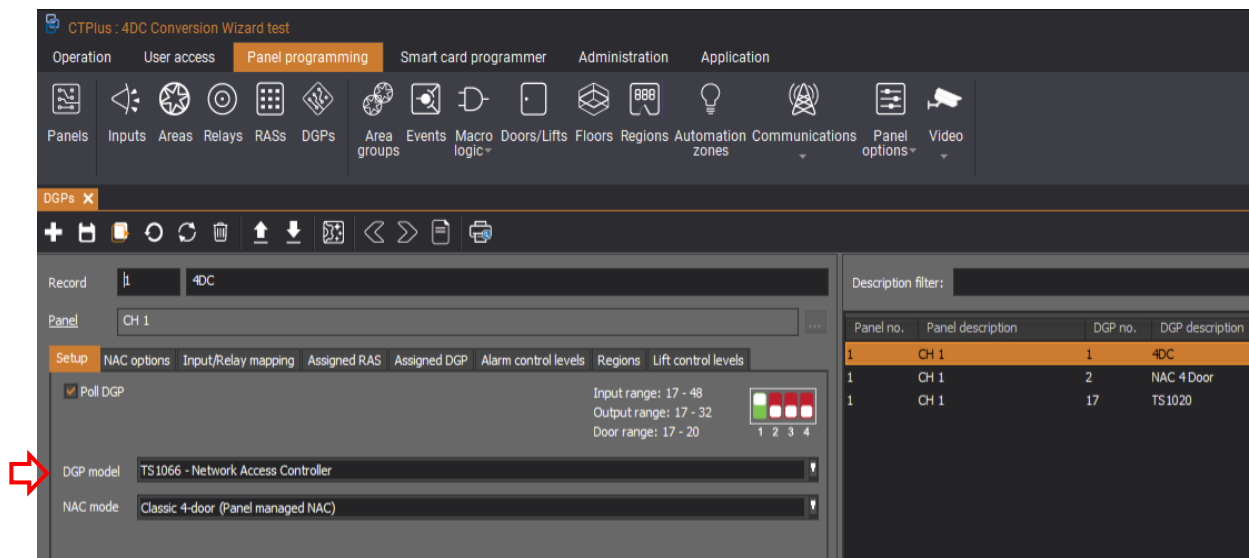 CTPlus : 4DC Conversion Wizard test
Operation User access Panel programming Smart card programmer Administration Application
888
Panels Inputs Areas Relays RASs DGPs Area groups Events Macro logic Doors/Lifts Floors Regions Automation zones Communications Panel options Video
DGPs
Record 1 4DC
Description filter:
Panel CH 1 ...
Panel no. Panel description DGP no. DGP description
Setup NAC options Input/Relay mapping Assigned RAS Assigned DGP Alarm control levels Regions Lift control levels
1 CH 1 1 4DC
1 CH 1 2 NAC 4 Door
1 CH 1 17 TS1020
Poll DGP
Input range: 17 - 48
Output range: 17 - 32
Door range: 17 - 20
1 2 3 4
DGP model TS1066 - Network Access Controller
NAC mode Classic 4-door (Panel managed NAC)